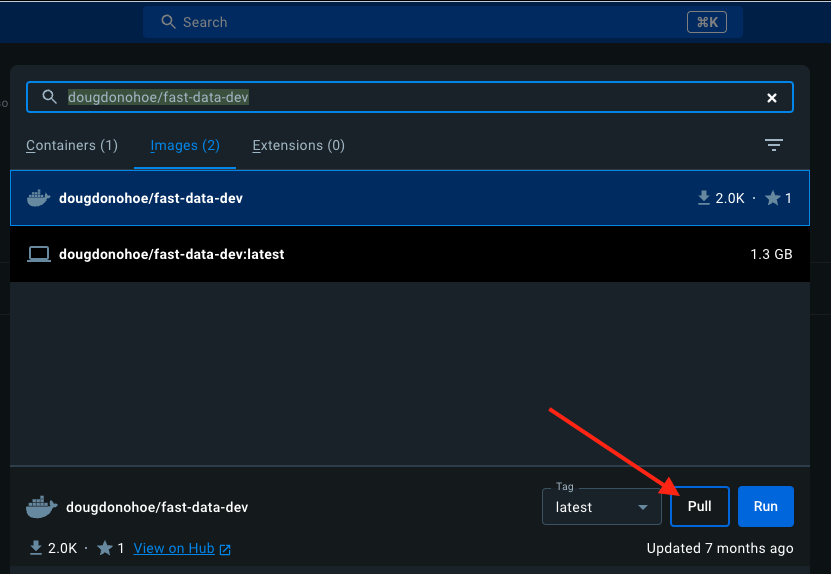 Search ⌘K
so
dougdonohoe/fast-data-dev
Containers (1) Images (2) Extensions (0)
dougdonohoe/fast-data-dev 2.0K · 1
dougdonohoe/fast-data-dev:latest 1.3 GB
Tag
dougdonohoe/fast-data-dev latest Pull Run
2.0K · 1 View on Hub Updated 7 months ago